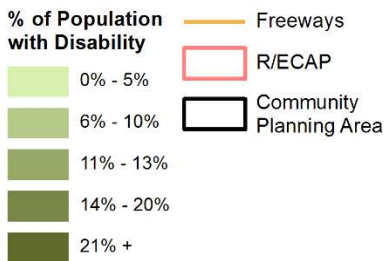 % of Population
with Disability
0% - 5%
6% - 10%
11% - 13%
14% - 20%
21% +
Freeways
R/ECAP
Community
Planning Area